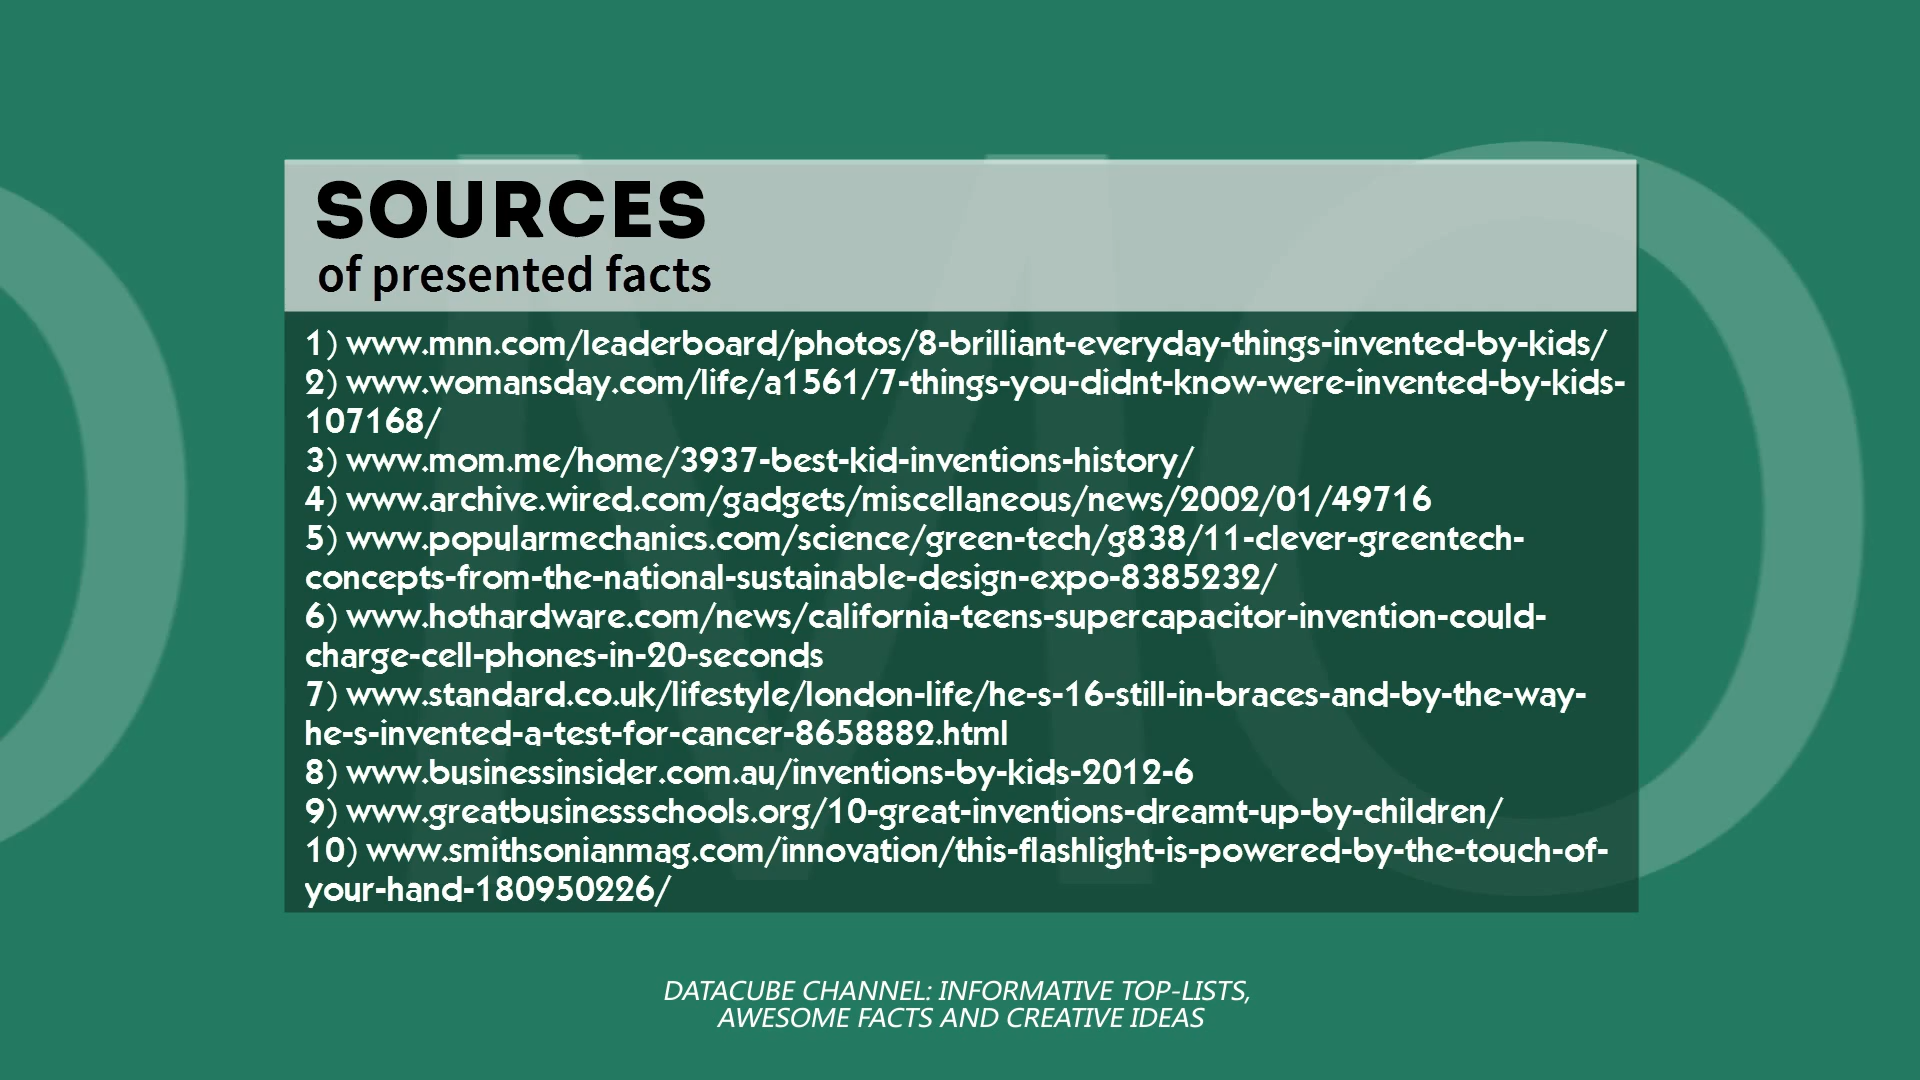 SOURCES
of presented facts
1) www.mnn.com/leaderboard/photos/8-brilliant-everyday-things-invented-by-kids/
2) www.womansday.com/life/a1561/7-things-you-didnt-know-were-invented-by-kids-
107168/
3) www.mom.me/home/3937-best-kid-inventions-history/
4) www.archive.wired.com/gadgets/miscellaneous/news/2002/01/49716
5) www.popularmechanics.com/science/green-tech/g838/11-clever-greentech-
concepts-from-the-national-sustainable-design-expo-8385232/
6) www.hothardware.com/news/california-teens-supercapacitor-invention-could-
charge-cell-phones-in-20-seconds
7) www.standard.co.uk/lifestyle/london-life/he-s-16-still-in-braces-and-by-the-way-
he-s-invented-a-test-for-cancer-8658882.html
8) www.businessinsider.com.au/inventions-by-kids-2012-6
9) www.greatbusinessschools.org/10-great-inventions-dreamt-up-by-children/
10) www.smithsonianmag.com/innovation/this-flashlight-is-powered-by-the-touch-of-
your-hand-180950226/
DATACUBE CHANNEL: INFORMATIVE TOP-LISTS,
AWESOME FACTS AND CREATIVE IDEAS